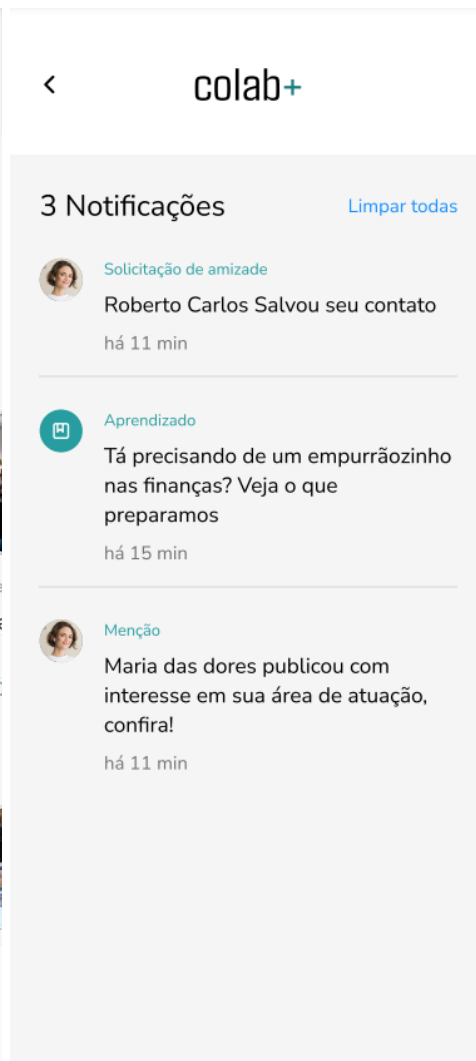 colab+
3 Notificações
Limpar todas
Solicitação de amizade
Roberto Carlos Salvou seu contato
há 11 min
Aprendizado
Tá precisando de um empurrãozinho
nas finanças? Veja o que
preparamos
há 15 min
Menção
Maria das dores publicou com
interesse em sua área de atuação,
confira!
há 11 min